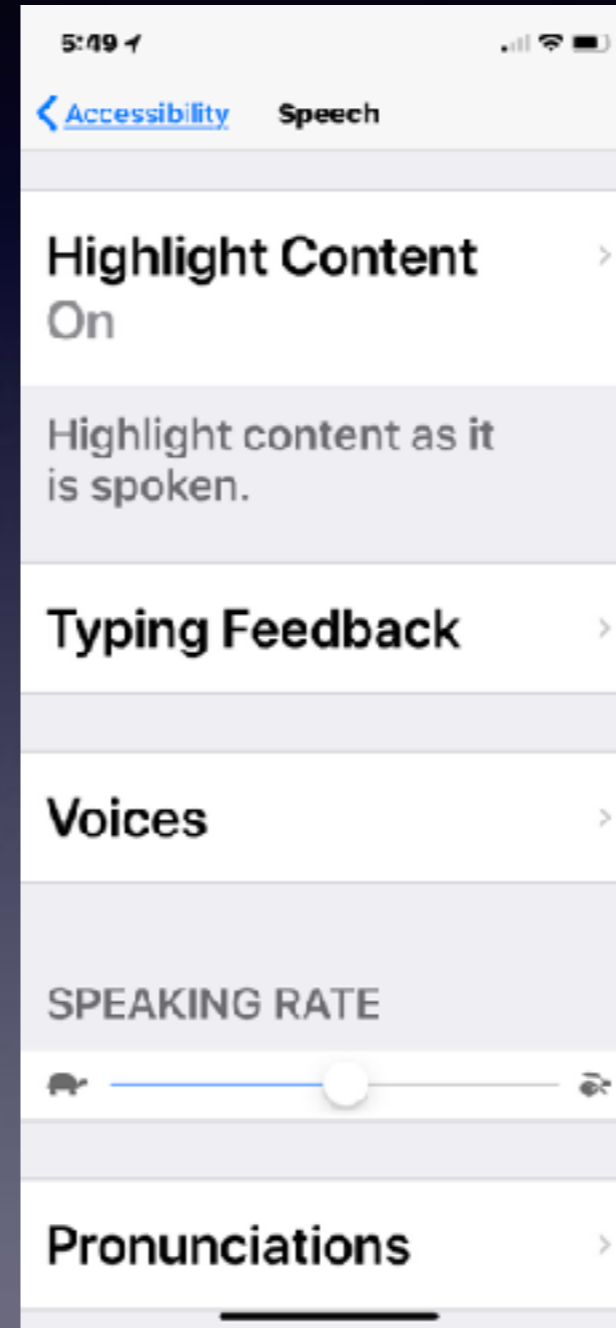 5:49
Accessibility Speech
Highlight Content
On
Highlight content as it
is spoken.
Typing Feedback
Voices
SPEAKING RATE
Pronunciations